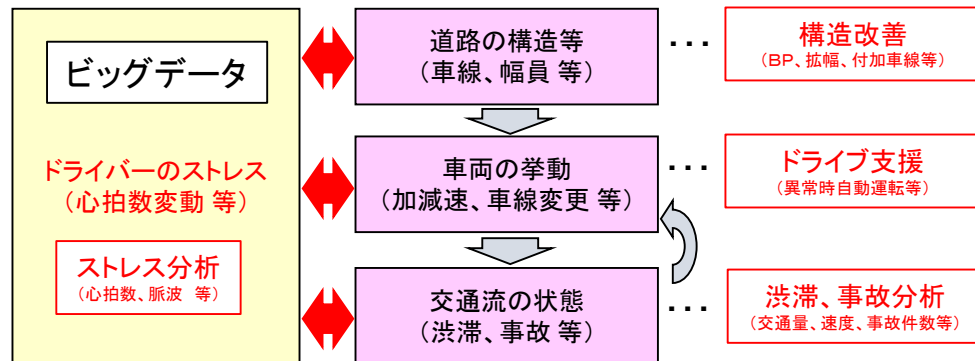 ビッグデータ
ドライバーのストレス
（心拍数変動 等）
ストレス分析
（心拍数、脈波 等）
道路の構造等
（車線、幅員 等）
車両の挙動
（加減速、車線変更 等）
交通流の状態
（渋滞、事故 等）
･･･
構造改善
（BP、拡幅、付加車線等）
･･･
ドライブ支援
（異常時自動運転等）
･･･
渋滞、事故分析
（交通量、速度、事故件数等）